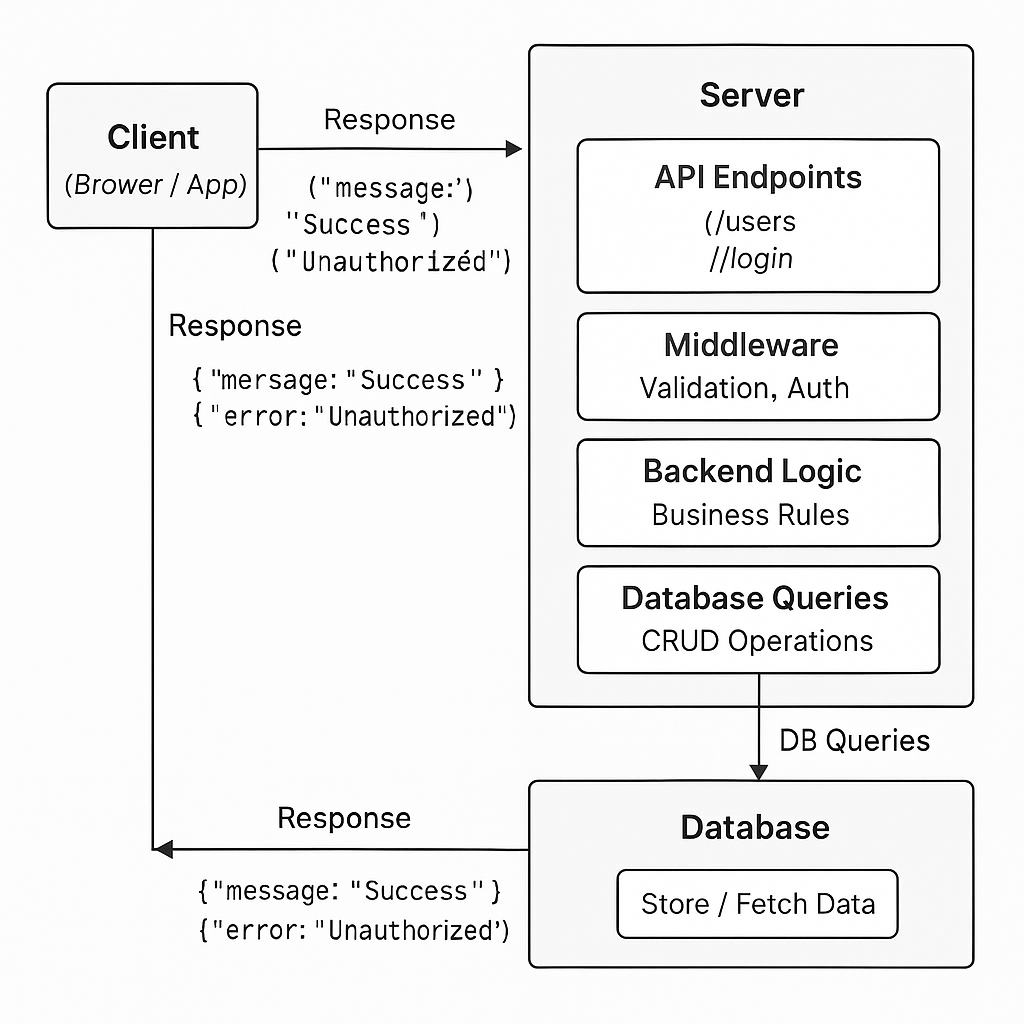 Client
(Brower / App)
Response
("message:')
"Success ")
("Unauthorizéd")
Response
{"mersage: "Success" }
{"error: "Unauthorized")
Server
API Endpoints
(/users
//login
Middleware
Validation, Auth
Backend Logic
Business Rules
Database Queries
CRUD Operations
DB Queries
Response
{"message: "Success" }
{"error: "Unauthorized')
Database
Store / Fetch Data